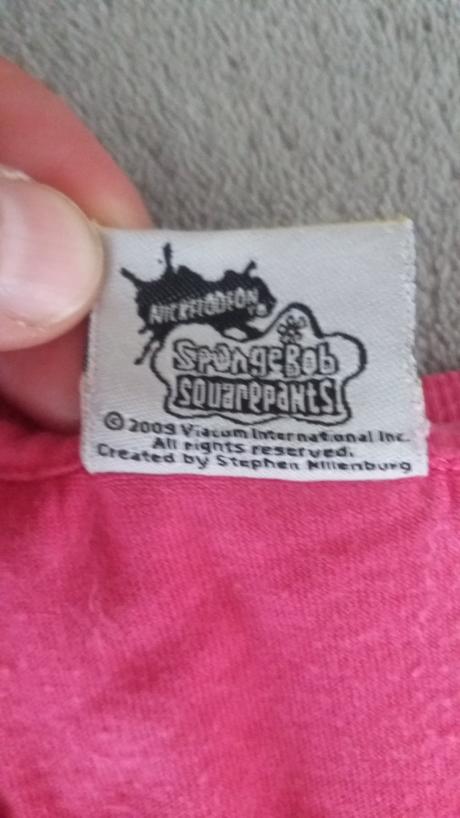 NICKELODEON
SpongeBob
SQUAREPANTS
© 2009 Viacom International Inc.
All rights reserved.
Created by Stephen Hillenburg